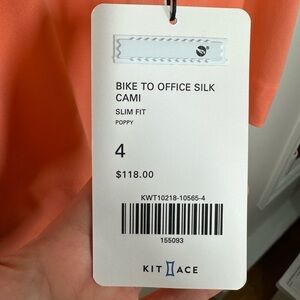 BIKE TO OFFICE SILK
CAMI
SLIM FIT
POPPY
4
$118.00
KWT10218-10565-4
155093
KIT ACE